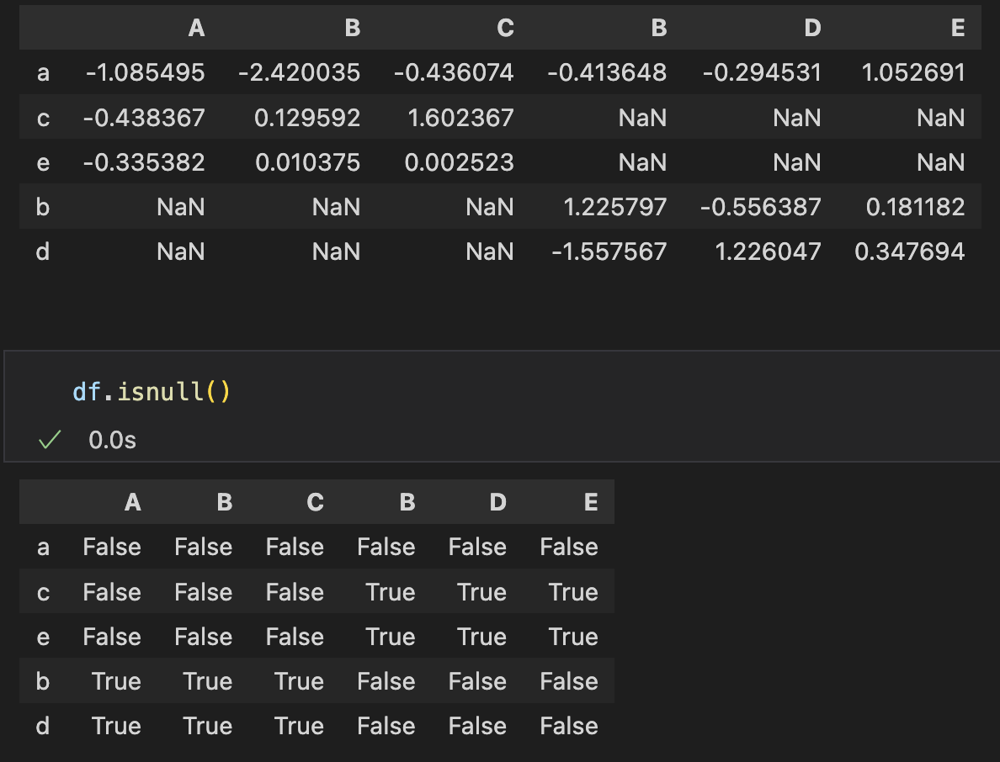 A B C B D E
a -1.085495 -2.420035 -0.436074 -0.413648 -0.294531 1.052691
c -0.438367 0.129592 1.602367 NaN NaN NaN
e -0.335382 0.010375 0.002523 NaN NaN NaN
b NaN NaN NaN 1.225797 -0.556387 0.181182
d NaN NaN NaN -1.557567 1.226047 0.347694
df.isnull()
0.0s
A B C B D E
a False False False False False False
c False False False True True True
e False False False True True True
b True True True False False False
d True True True False False False